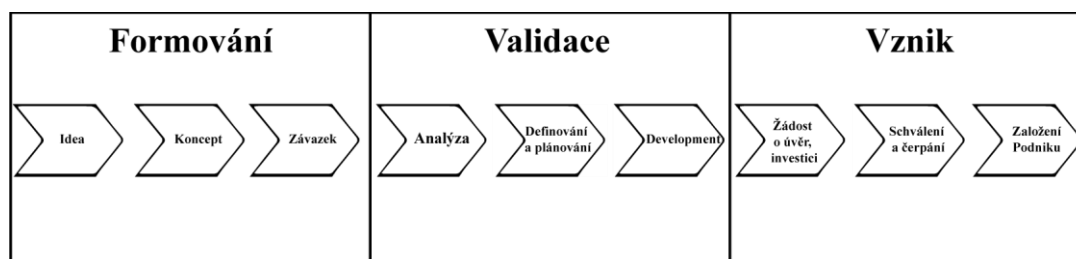 Formování
Validace
Vznik
Idea
Koncept
Závazek
Analýza
Definování
a plánování
Development
Žádost
o úvěr,
investici
Schválení
a čerpání
Založení
Podniku